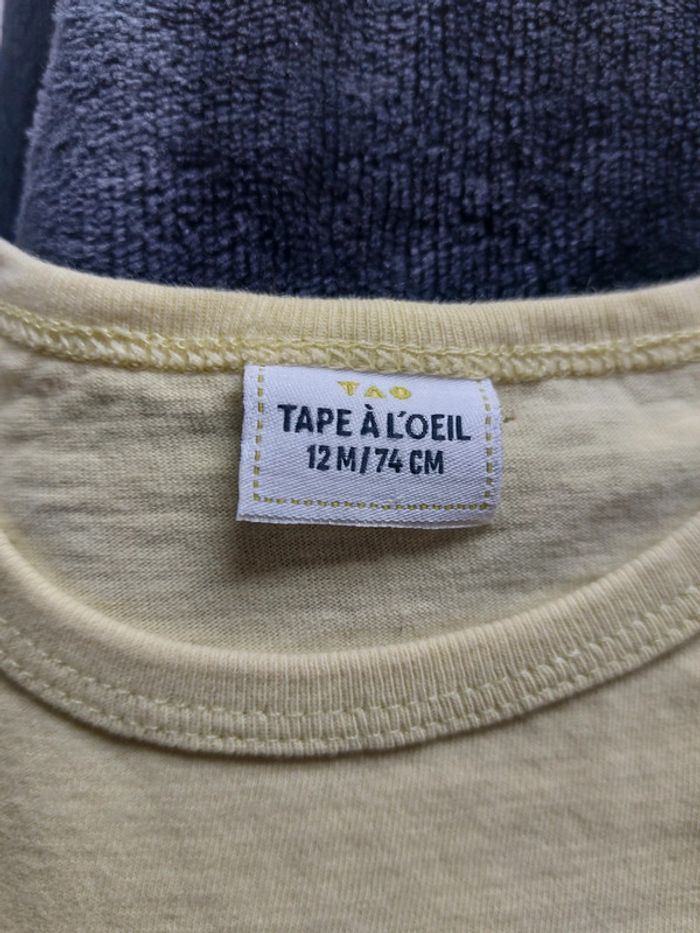 TAO
TAPE À L'OEIL
12 M/74 CM